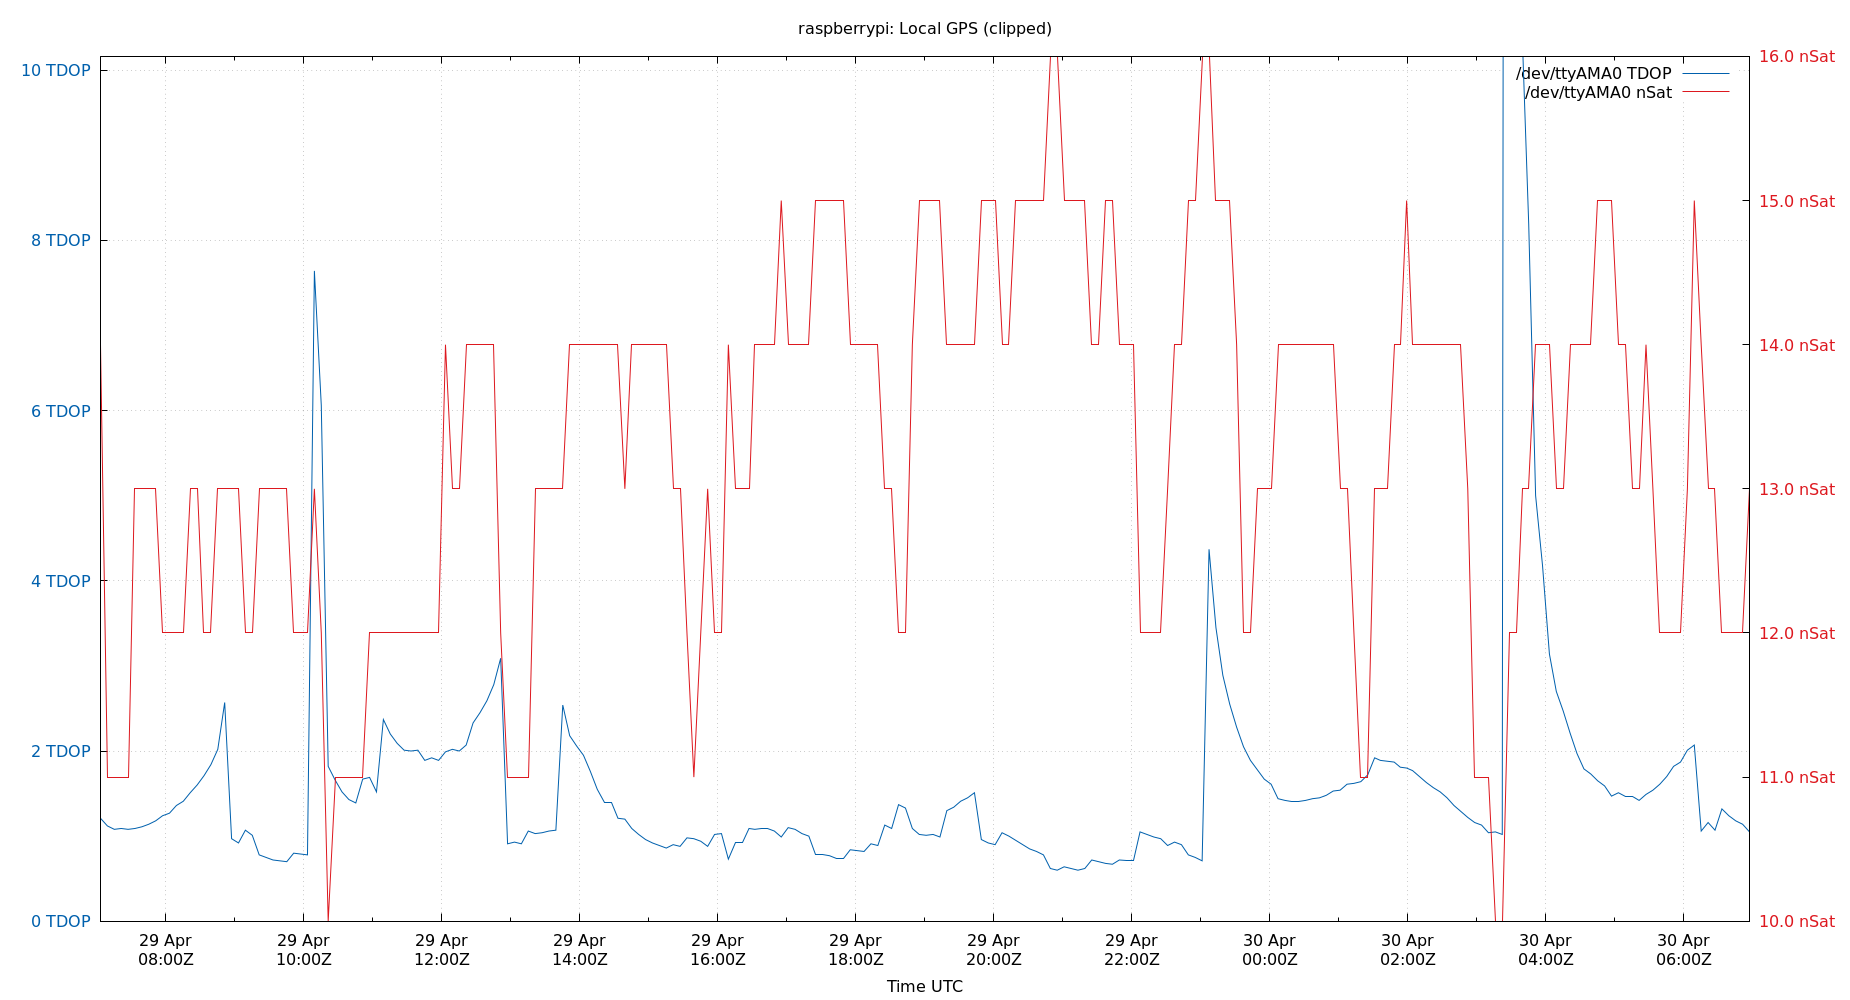 raspberrypi: Local GPS (clipped)
10 TDOP
8 TDOP
6 TDOP
4 TDOP
2 TDOP
0 TDOP
16.0 nSat
15.0 nSat
14.0 nSat
13.0 nSat
12.0 nSat
11.0 nSat
10.0 nSat
/dev/ttyAMA0 TDOP
/dev/ttyAMA0 nSat
29 Apr 29 Apr 29 Apr 29 Apr 29 Apr 29 Apr 29 Apr 29 Apr 30 Apr 30 Apr 30 Apr 30 Apr
08:00Z 10:00Z 12:00Z 14:00Z 16:00Z 18:00Z 20:00Z 22:00Z 00:00Z 02:00Z 04:00Z 06:00Z
Time UTC